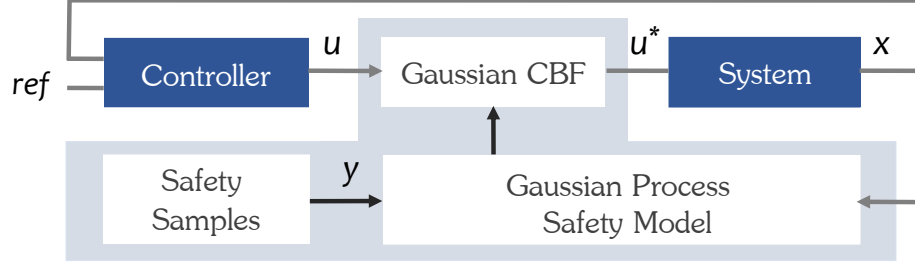 u
u*
x
ref
Controller
Gaussian CBF
System
Safety
Samples
y
Gaussian Process
Safety Model